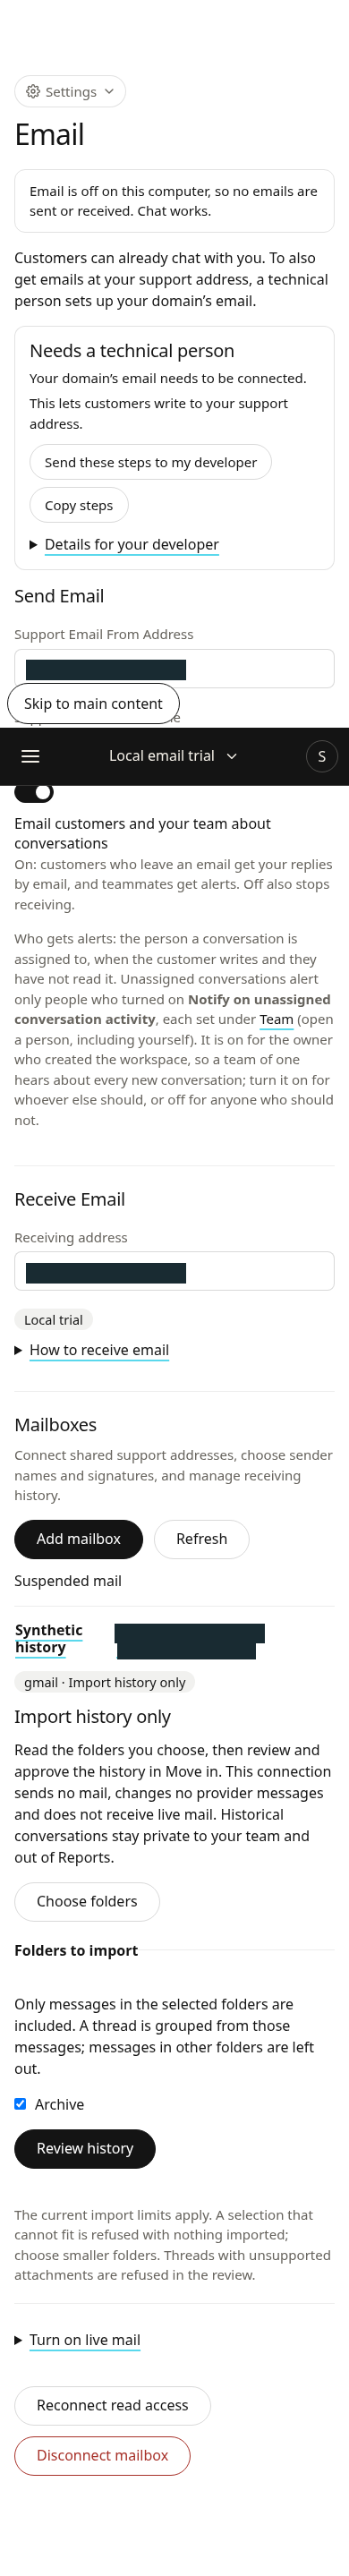 Settings
Email
Email is off on this computer, so no emails are
sent or received. Chat works.
Customers can already chat with you. To also
get emails at your support address, a technical
person sets up your domain’s email.
Needs a technical person
Your domain’s email needs to be connected.
This lets customers write to your support
address.
Send these steps to my developer
Copy steps
Details for your developer
Send Email
Support Email From Address
Skip to main content
Local email trial
S
Email customers and your team about
conversations
On: customers who leave an email get your replies
by email, and teammates get alerts. Off also stops
receiving.
Who gets alerts: the person a conversation is
assigned to, when the customer writes and they
have not read it. Unassigned conversations alert
only people who turned on Notify on unassigned
conversation activity, each set under Team (open
a person, including yourself). It is on for the owner
who created the workspace, so a team of one
hears about every new conversation; turn it on for
whoever else should, or off for anyone who should
not.
Receive Email
Receiving address
Local trial
How to receive email
Mailboxes
Connect shared support addresses, choose sender
names and signatures, and manage receiving
history.
Add mailbox
Refresh
Suspended mail
Synthetic
history
gmail · Import history only
Import history only
Read the folders you choose, then review and
approve the history in Move in. This connection
sends no mail, changes no provider messages
and does not receive live mail. Historical
conversations stay private to your team and
out of Reports.
Choose folders
Folders to import
Only messages in the selected folders are
included. A thread is grouped from those
messages; messages in other folders are left
out.
Archive
Review history
The current import limits apply. A selection that
cannot fit is refused with nothing imported;
choose smaller folders. Threads with unsupported
attachments are refused in the review.
Turn on live mail
Reconnect read access
Disconnect mailbox